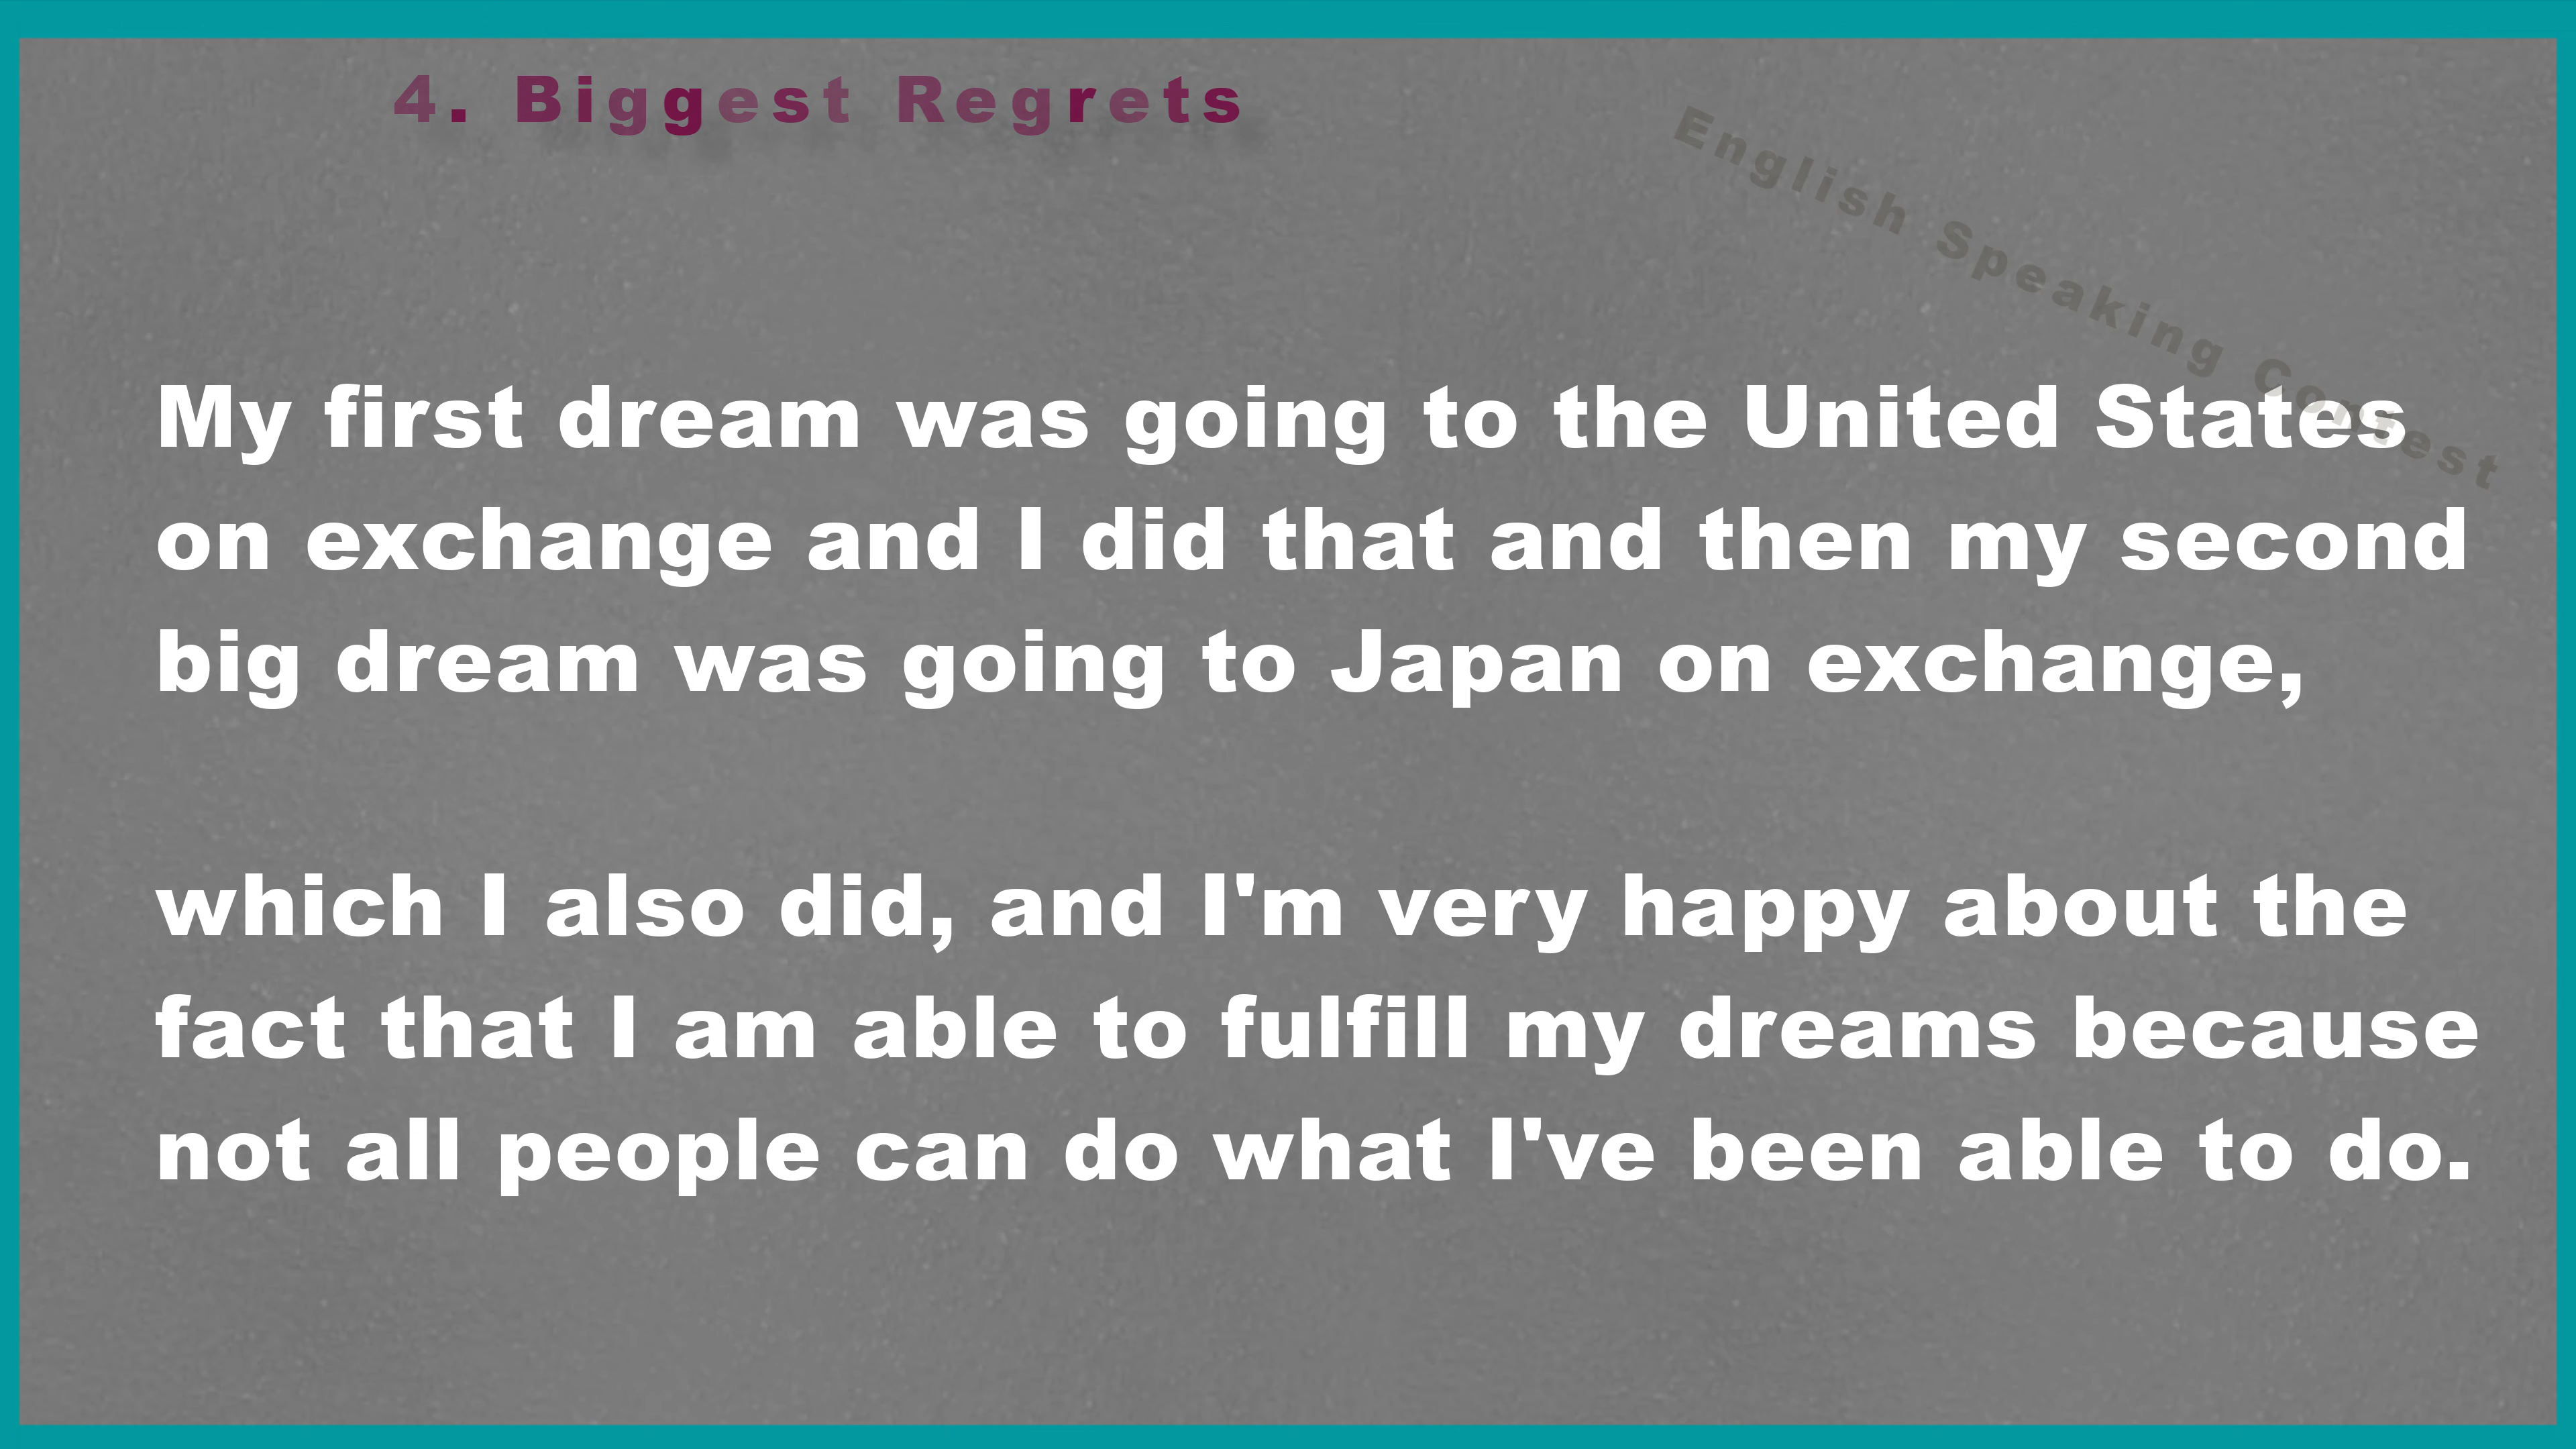 4. Biggest Regrets
English Speaking Contest
My first dream was going to the United States
on exchange and I did that and then my second
big dream was going to Japan on exchange,
which I also did, and I'm very happy about the
fact that I am able to fulfill my dreams because
not all people can do what I've been able to do.